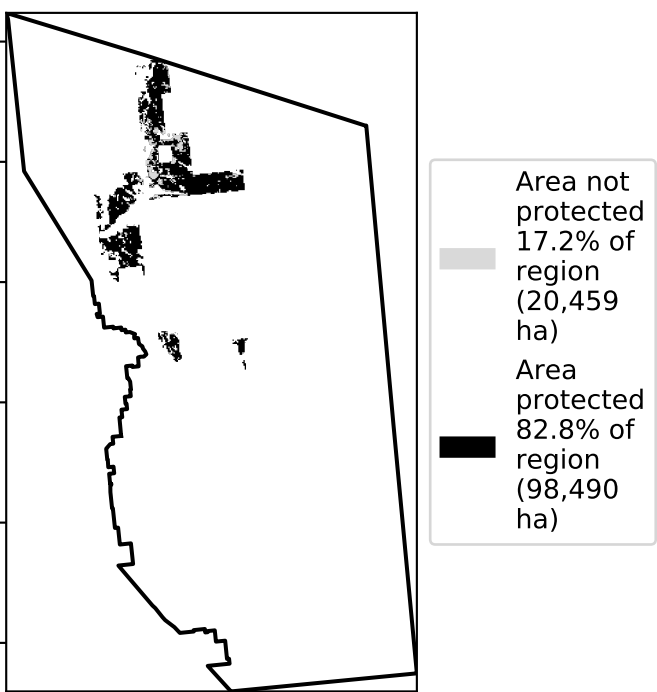 Area not
protected
17.2% of
region
(20,459
ha)
Area
protected
82.8% of
region
(98,490
ha)